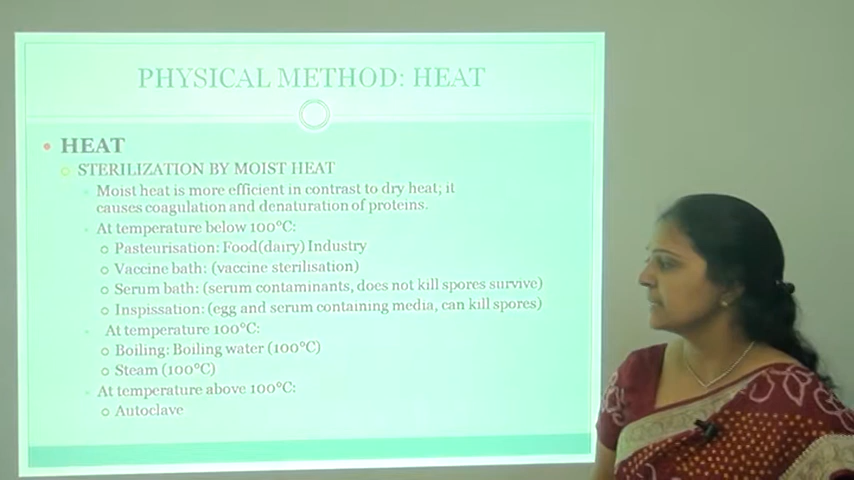 PHYSICAL METHOD: HEAT
HEAT
STERILIZATION BY MOIST HEAT
Moist heat is more efficient in contrast to dry heat; it
causes coagulation and denaturation of proteins.
At temperature below 100°C:
Pasteurisation: Food(dairy) Industry
Vaccine bath: (vaccine sterilisation)
Serum bath: (serum contaminants, does not kill spores survive)
Inspissation: (egg and serum containing media, can kill spores)
At temperature 100°C:
Boiling: Boiling water (100°C)
Steam (100°C)
At temperature above 100°C:
Autoclave